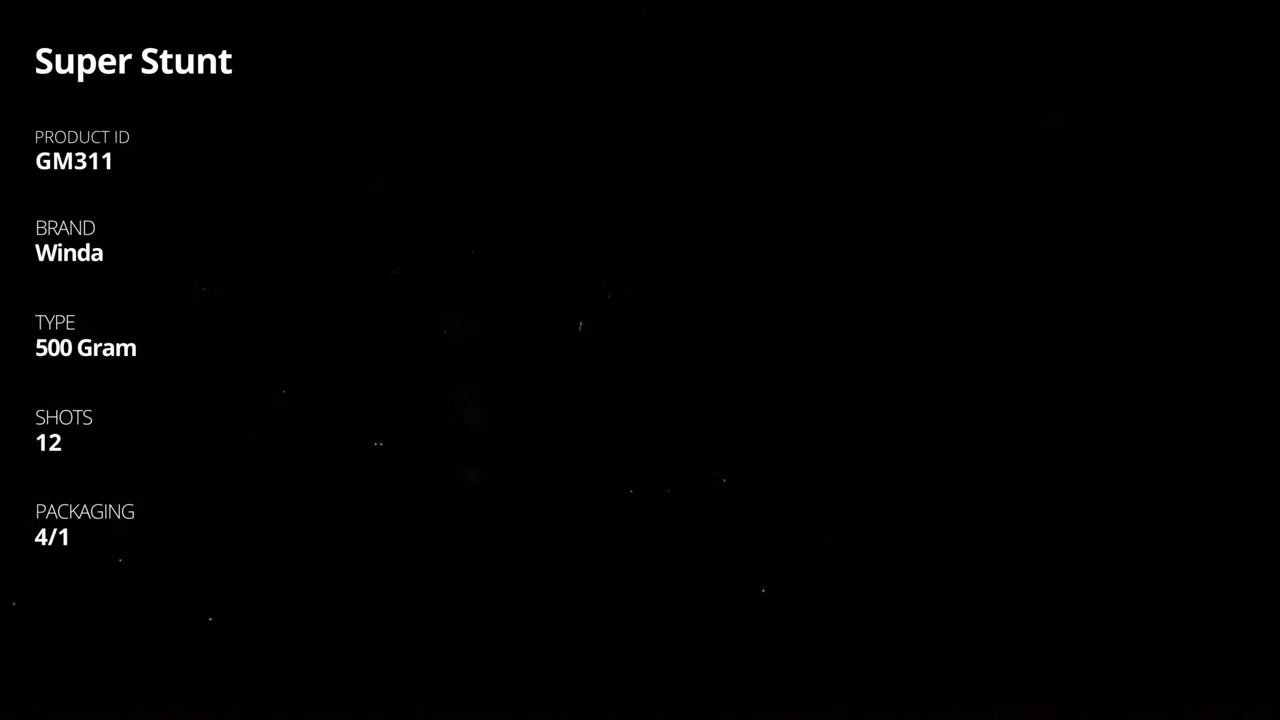 Super Stunt
PRODUCT ID
GM311
BRAND
Winda
TYPE
500 Gram
SHOTS
12
PACKAGING
4/1